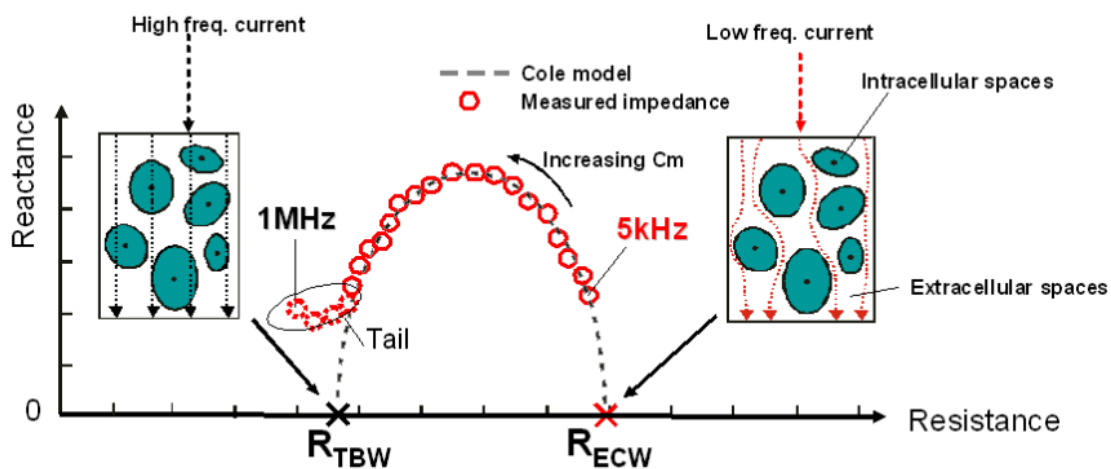 High freq. current
Low freq. current
Cole model
Measured impedance
Intracellular spaces
Reactance
Increasing Cm
1MHz
5kHz
Extracellular spaces
Tail
0
Resistance
RTBW
RECW